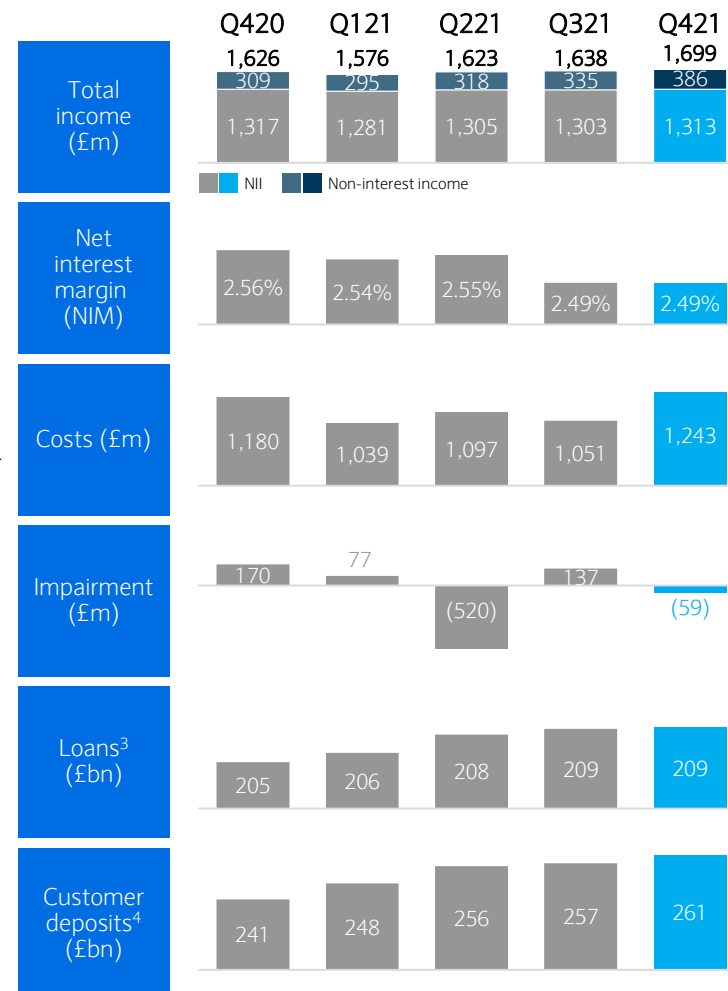 Q420 Q121 Q221 Q321 Q421
1,626 1,576 1,623 1,638 1,699
Total
income
(£m)
309 295 318 335 386
1,317 1,281 1,305 1,303 1,313
NII Non-interest income
Net
interest
margin
(NIM)
2.56% 2.54% 2.55% 2.49% 2.49%
Costs (£m)
1,180 1,039 1,097 1,051 1,243
Impairment
(£m)
170 77 (520) 137 (59)
Loans³
(£bn)
205 206 208 209 209
Customer
deposits⁴
(£bn)
241 248 256 257 261